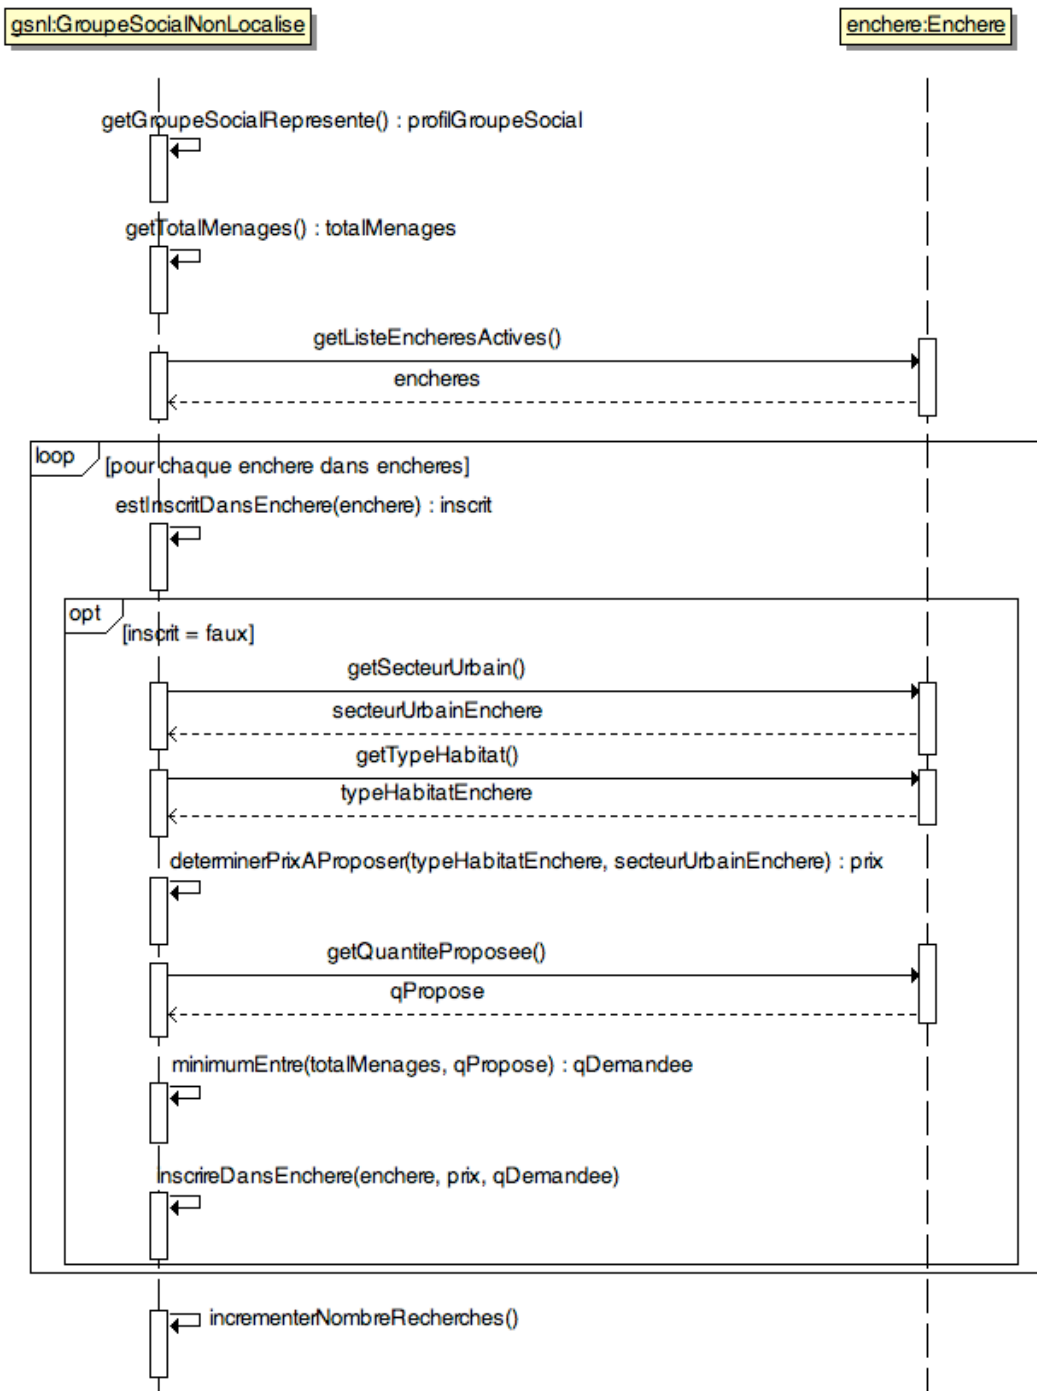 gsnl:GroupeSocialNonLocalise
enchere:Enchere
getGroupeSocialRepresente() : profilGroupeSocial
getTotalMenages() : totalMenages
getListeEncheresActives()
encheres
loop
[pour chaque enchere dans encheres]
estInscritDansEnchere(enchere) : inscrit
opt
[inscrit = faux]
getSecteurUrbain()
secteurUrbainEnchere
getTypeHabitat()
typeHabitatEnchere
determinerPrixAProposer(typeHabitatEnchere, secteurUrbainEnchere) : prix
getQuantiteProposee()
qPropose
minimumEntre(totalMenages, qPropose) : qDemandee
inscrireDansEnchere(enchere, prix, qDemandee)
incrementerNombreRecherches()